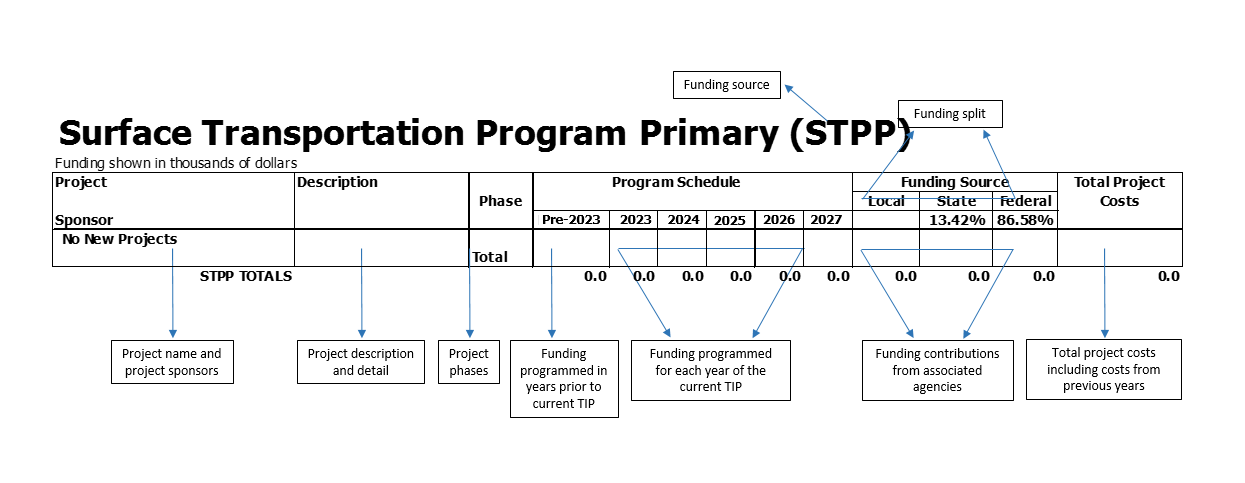 Funding source
Funding split
Surface Transportation Program Primary (STPP)
Funding shown in thousands of dollars
Project Description Program Schedule Funding Source Total Project
Phase Local State Federal Costs
Sponsor Pre-2023 2023 2024 2025 2026 2027 13.42% 86.58%
No New Projects
Total
STPP TOTALS 0.0 0.0 0.0 0.0 0.0 0.0 0.0 0.0 0.0 0.0
Project name and
project sponsors
Project description
and detail
Project
phases
Funding
programmed in
years prior to
current TIP
Funding programmed
for each year of the
current TIP
Funding contributions
from associated
agencies
Total project costs
including costs from
previous years